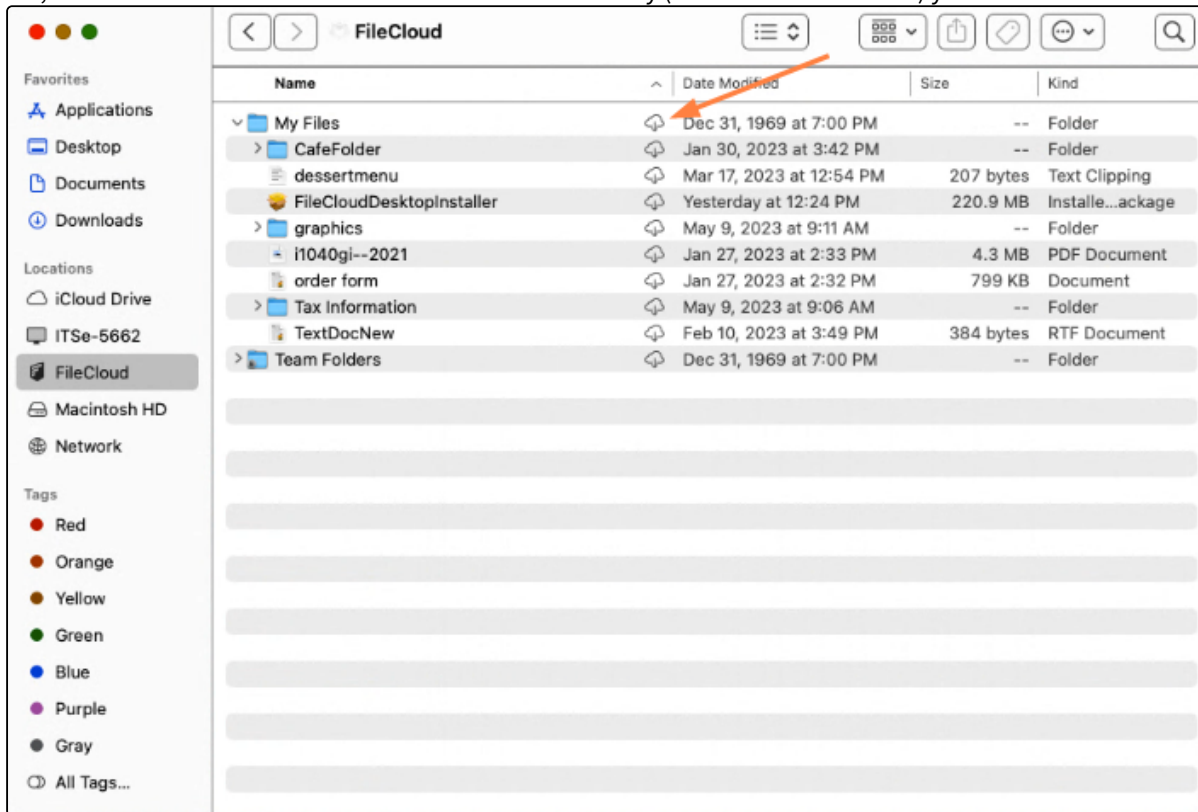 FileCloud
Favorites
Applications
Desktop
Documents
Downloads
Locations
iCloud Drive
ITSe-5662
FileCloud
Macintosh HD
Network
Tags
Red
Orange
Yellow
Green
Blue
Purple
Gray
All Tags...
Name Date Modified Size Kind
My Files Dec 31, 1969 at 7:00 PM -- Folder
CafeFolder Jan 30, 2023 at 3:42 PM -- Folder
dessertmenu Mar 17, 2023 at 12:54 PM 207 bytes Text Clipping
FileCloudDesktopInstaller Yesterday at 12:24 PM 220.9 MB Installe...ackage
graphics May 9, 2023 at 9:11 AM -- Folder
i1040gi--2021 Jan 27, 2023 at 2:33 PM 4.3 MB PDF Document
order form Jan 27, 2023 at 2:32 PM 799 KB Document
Tax Information May 9, 2023 at 9:06 AM -- Folder
TextDocNew Feb 10, 2023 at 3:49 PM 384 bytes RTF Document
Team Folders Dec 31, 1969 at 7:00 PM -- Folder